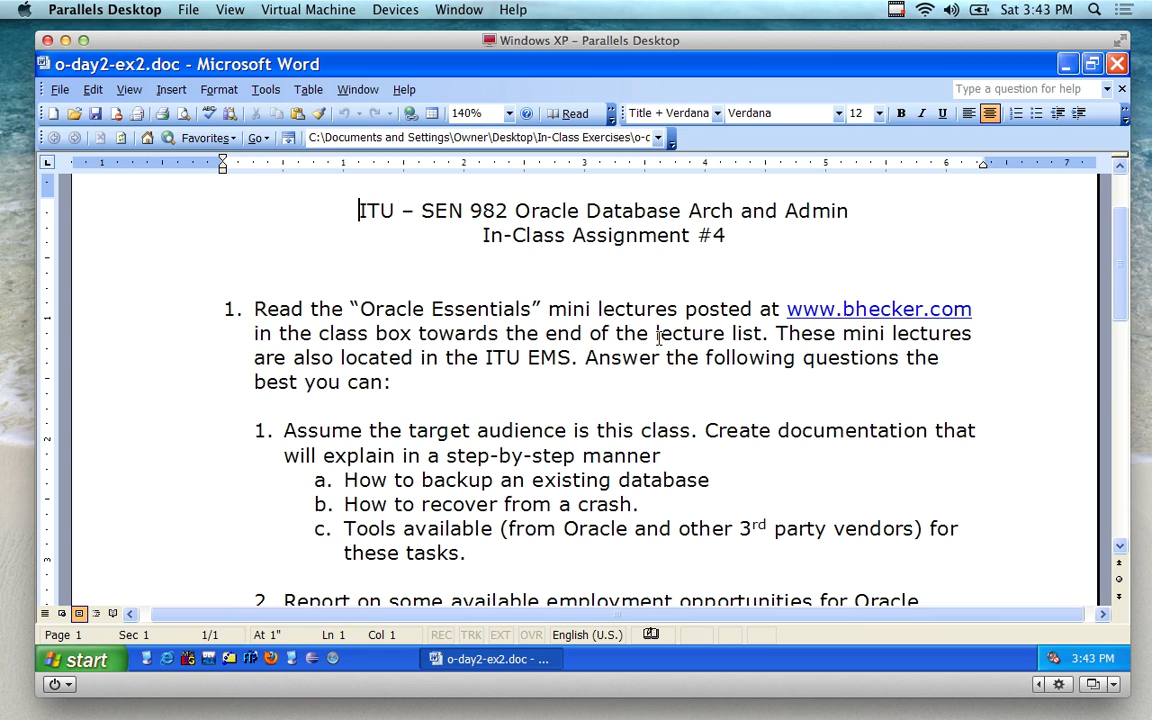 Parallels Desktop File View Virtual Machine Devices Window Help Sat 3:43 PM
Windows XP – Parallels Desktop
o-day2-ex2.doc - Microsoft Word
File Edit View Insert Format Tools Table Window Help Type a question for help
140% Read Title + Verdana Verdana 12 B I U
Favorites Go C:\Documents and Settings\Owner\Desktop\In-Class Exercises\o-d
1 1 2 3 4 5 6 7
ITU – SEN 982 Oracle Database Arch and Admin
In-Class Assignment #4
1. Read the “Oracle Essentials” mini lectures posted at www.bhecker.com
in the class box towards the end of the lecture list. These mini lectures
are also located in the ITU EMS. Answer the following questions the
best you can:
1. Assume the target audience is this class. Create documentation that
will explain in a step-by-step manner
a. How to backup an existing database
b. How to recover from a crash.
c. Tools available (from Oracle and other 3rd party vendors) for
these tasks.
2. Report on some available employment opportunities for Oracle
Page 1 Sec 1 1/1 At 1" Ln 1 Col 1 REC TRK EXT OVR English (U.S.)
start o-day2-ex2.doc - ... 3:43 PM